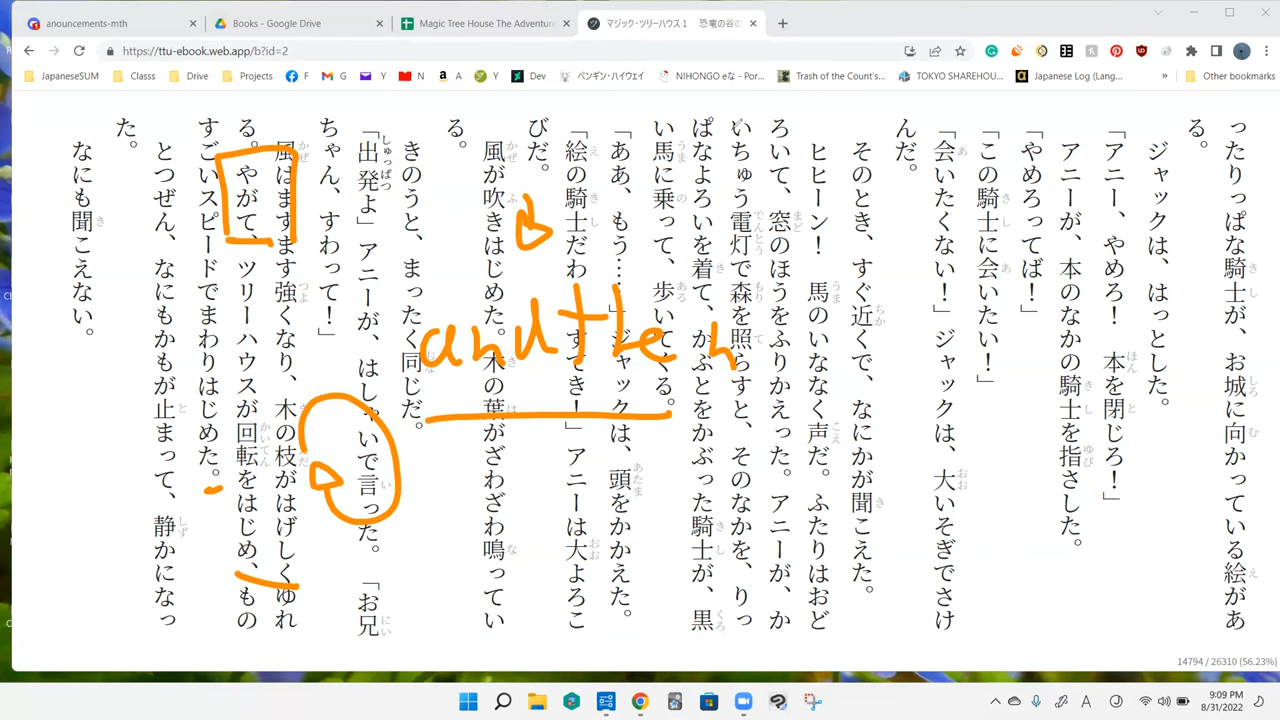 anouncements-mth
Books - Google Drive
Magic Tree House The Adventure
マジック・ツリーハウス１　恐竜の谷の
https://ttu-ebook.web.app/b?id=2
JapaneseSUM
Classs
Drive
Projects
F
G
Y
N
A
Y
Dev
ペンギン・ハイウェイ
NIHONGO eな - Por...
Trash of the Count's...
TOKYO SHAREHOU...
Japanese Log (Lang...
»
Other bookmarks
ったりっぱな騎士が、お城に向かっている絵があ
る。
ジャックは、はっとした。
「アニー、やめろ！　本を閉じろ！」
アニーが、本のなかの騎士を指さした。
「やめろってば！」
「この騎士に会いたい！」
「会いたくない！」ジャックは、大いそぎでさけ
んだ。
そのとき、すぐ近くで、なにかが聞こえた。
ヒヒーン！　馬のいななく声だ。ふたりはおど
ろいて、窓のほうをふりかえった。アニーが、か
いちゅう電灯で森を照らすと、そのなかを、りっ
ぱなよろいを着て、かぶとをかぶった騎士が、黒
い馬に乗って、歩いてくる。
「ああ、もう……」ジャックは、頭をかかえた。
「絵の騎士だわ　すてき！」アニーは大よろこ
びだ。
風が吹きはじめた。木の葉がざわざわ鳴ってい
る。
きのうと、まったく同じだ。
「出発よ」アニーが、はしゃいで言った。「お兄
ちゃん、すわって！」
風はますます強くなり、木の枝がはげしくゆれ
る。やがて、ツリーハウスが回転をはじめ、もの
すごいスピードでまわりはじめた。
とつぜん、なにもかもが止まって、静かになっ
た。
なにも聞こえない。
and then
14794 / 26310 (56.23%)
9:09 PM
8/31/2022